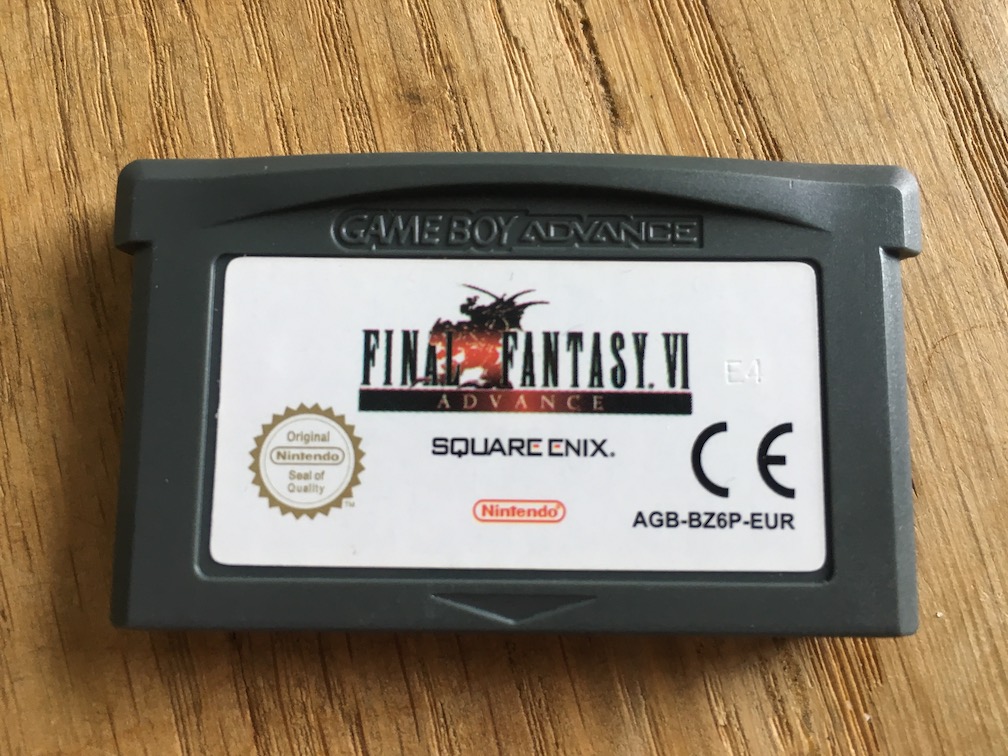 GAME BOY ADVANCE
FINAL FANTASY. VI
ADVANCE
E4
Original
Nintendo
Seal of
Quality
TM
SQUARE ENIX.
Nintendo®
CE
AGB-BZ6P-EUR